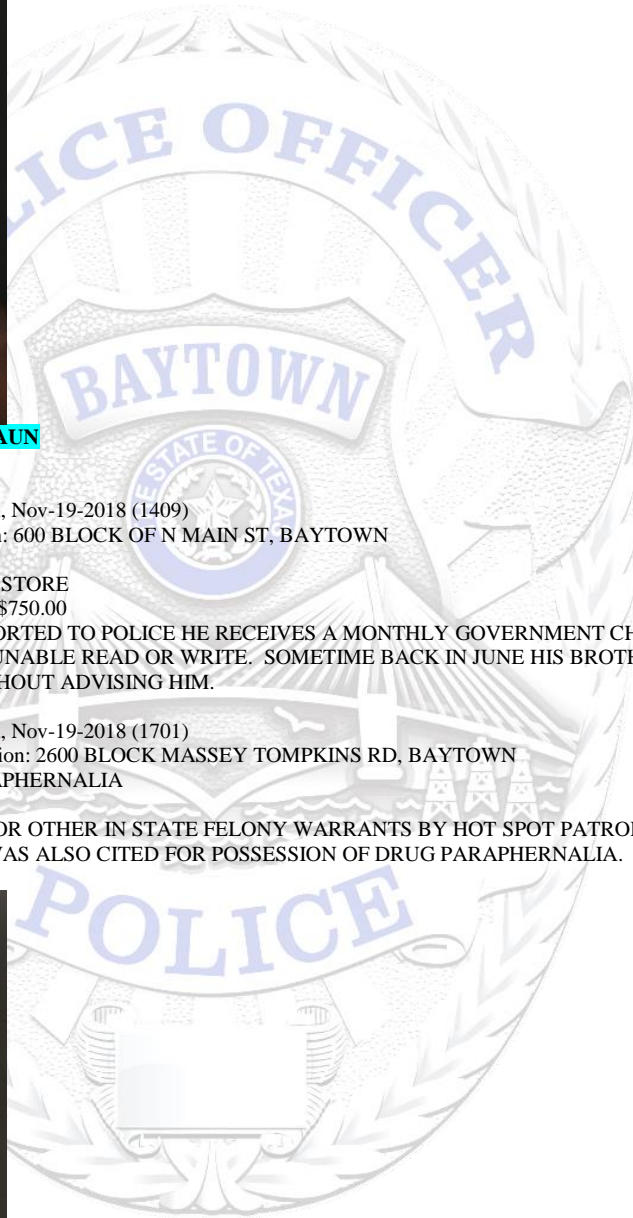 POLICE OFFICER
BAYTOWN
AUN
THE STATE OF TEXAS
, Nov-19-2018 (1409)
: 600 BLOCK OF N MAIN ST, BAYTOWN
STORE
$750.00
ORTED TO POLICE HE RECEIVES A MONTHLY GOVERNMENT CH
UNABLE READ OR WRITE.  SOMETIME BACK IN JUNE HIS BROTH
HOUT ADVISING HIM.
, Nov-19-2018 (1701)
ion: 2600 BLOCK MASSEY TOMPKINS RD, BAYTOWN
APHERNALIA
OR OTHER IN STATE FELONY WARRANTS BY HOT SPOT PATROL
WAS ALSO CITED FOR POSSESSION OF DRUG PARAPHERNALIA.
POLICE